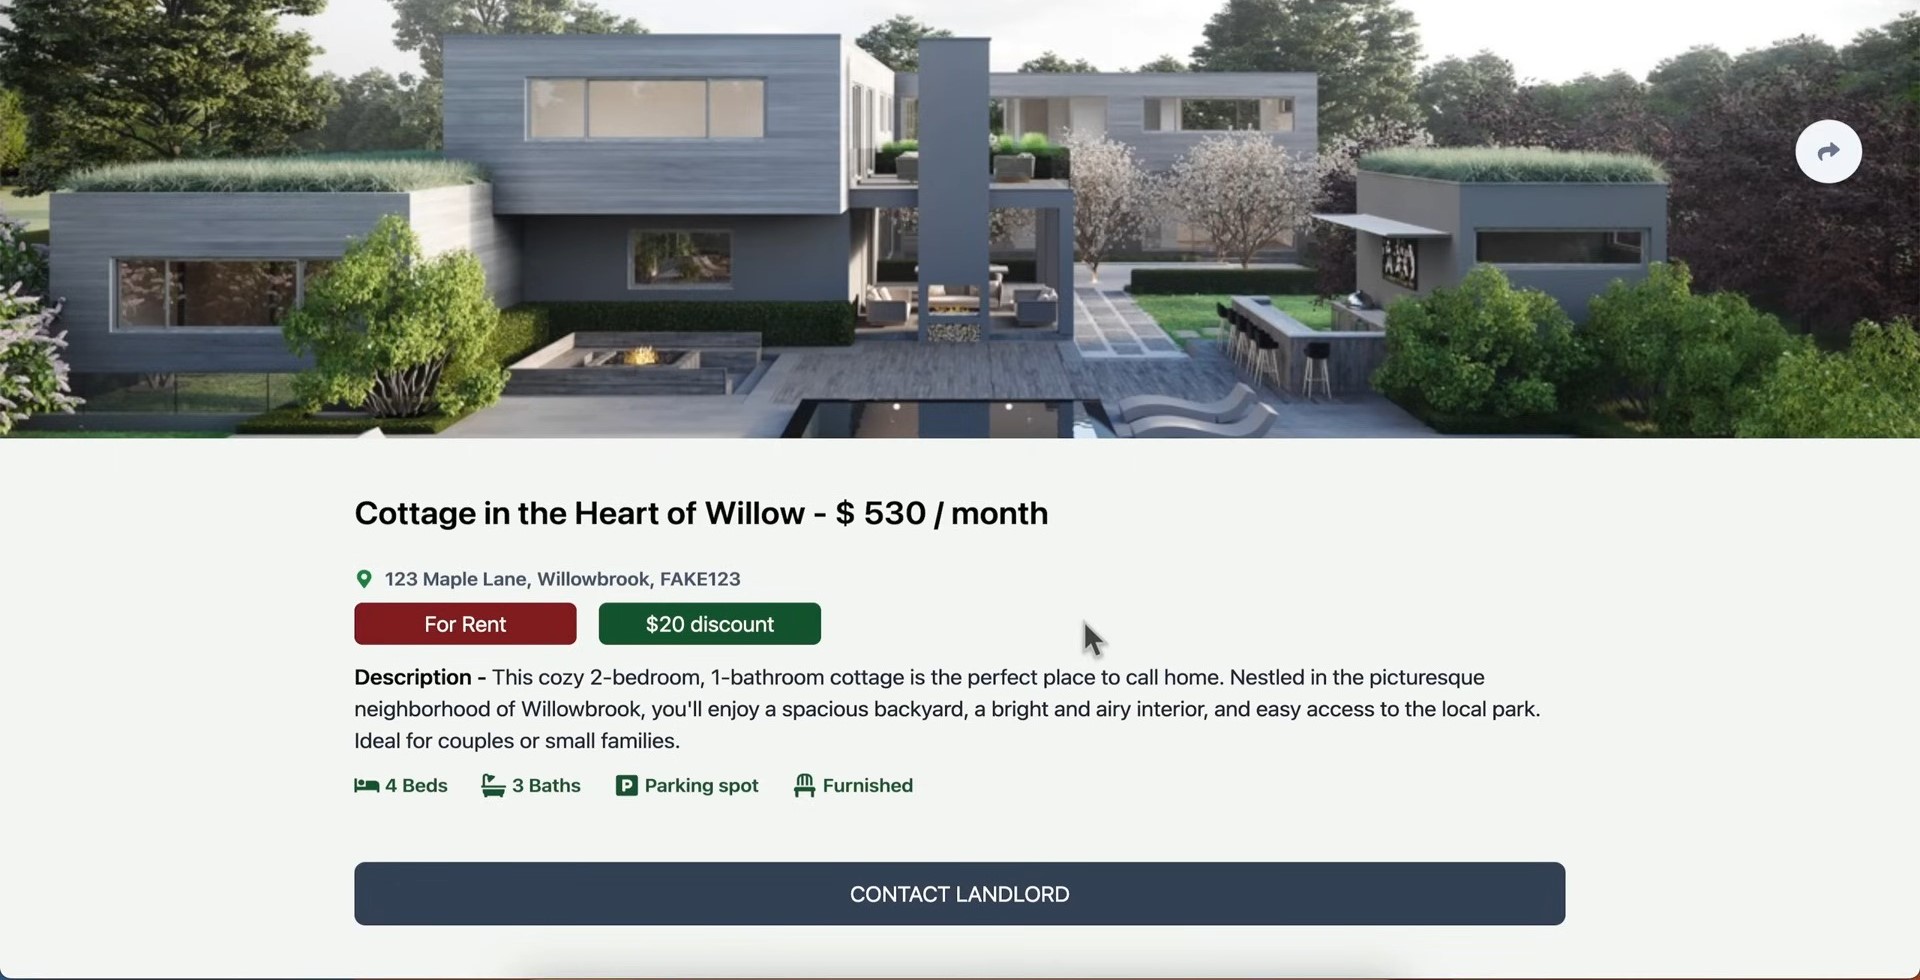 Cottage in the Heart of Willow - $ 530 / month
123 Maple Lane, Willowbrook, FAKE123
For Rent
$20 discount
Description - This cozy 2-bedroom, 1-bathroom cottage is the perfect place to call home. Nestled in the picturesque
neighborhood of Willowbrook, you'll enjoy a spacious backyard, a bright and airy interior, and easy access to the local park.
Ideal for couples or small families.
4 Beds
3 Baths
P Parking spot
Furnished
CONTACT LANDLORD